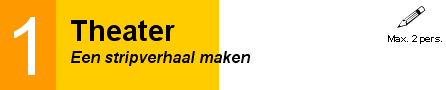 1
Theater
Een stripverhaal maken
Max. 2 pers.